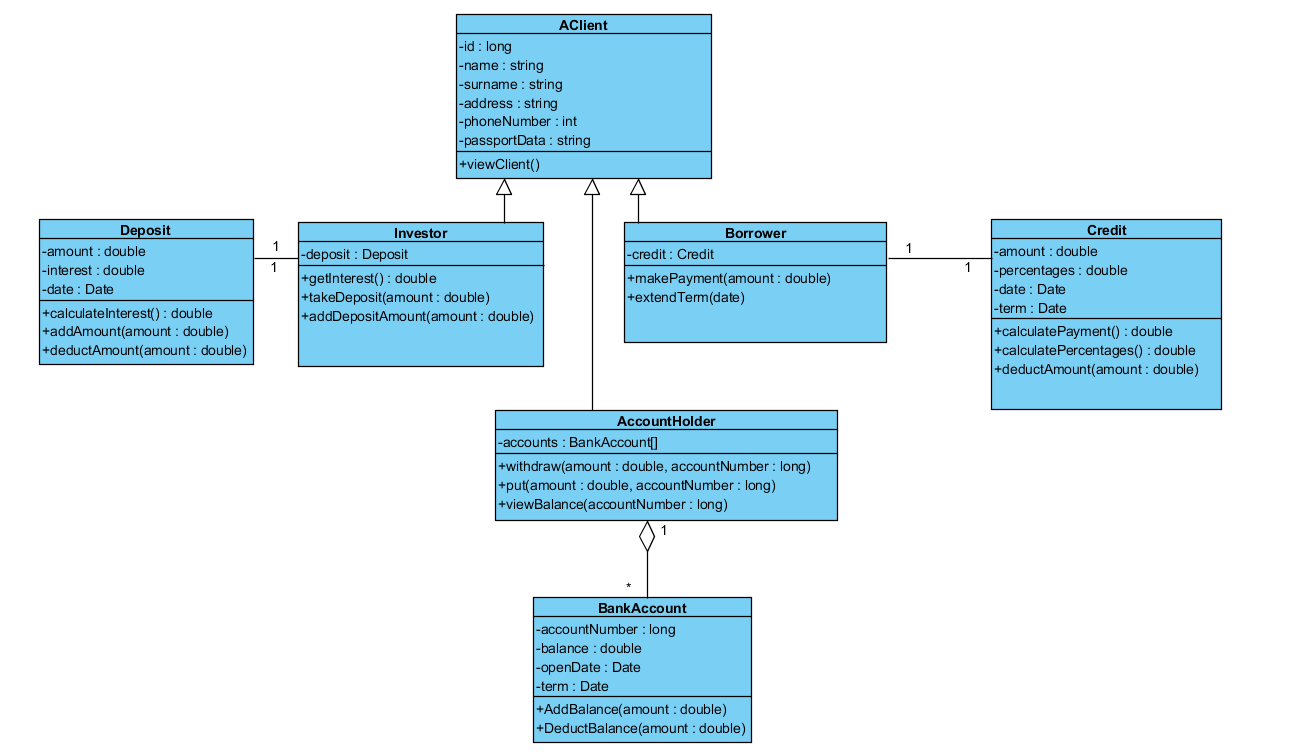 AClient
-id : long
-name : string
-surname : string
-address : string
-phoneNumber : int
-passportData : string
+viewClient()
Deposit
-amount : double
-interest : double
-date : Date
+calculateInterest() : double
+addAmount(amount : double)
+deductAmount(amount : double)
1
1
Investor
-deposit : Deposit
+getInterest() : double
+takeDeposit(amount : double)
+addDepositAmount(amount : double)
Borrower
-credit : Credit
+makePayment(amount : double)
+extendTerm(date)
1
1
Credit
-amount : double
-percentages : double
-date : Date
-term : Date
+calculatePayment() : double
+calculatePercentages() : double
+deductAmount(amount : double)
AccountHolder
-accounts : BankAccount[]
+withdraw(amount : double, accountNumber : long)
+put(amount : double, accountNumber : long)
+viewBalance(accountNumber : long)
1
*
BankAccount
-accountNumber : long
-balance : double
-openDate : Date
-term : Date
+AddBalance(amount : double)
+DeductBalance(amount : double)